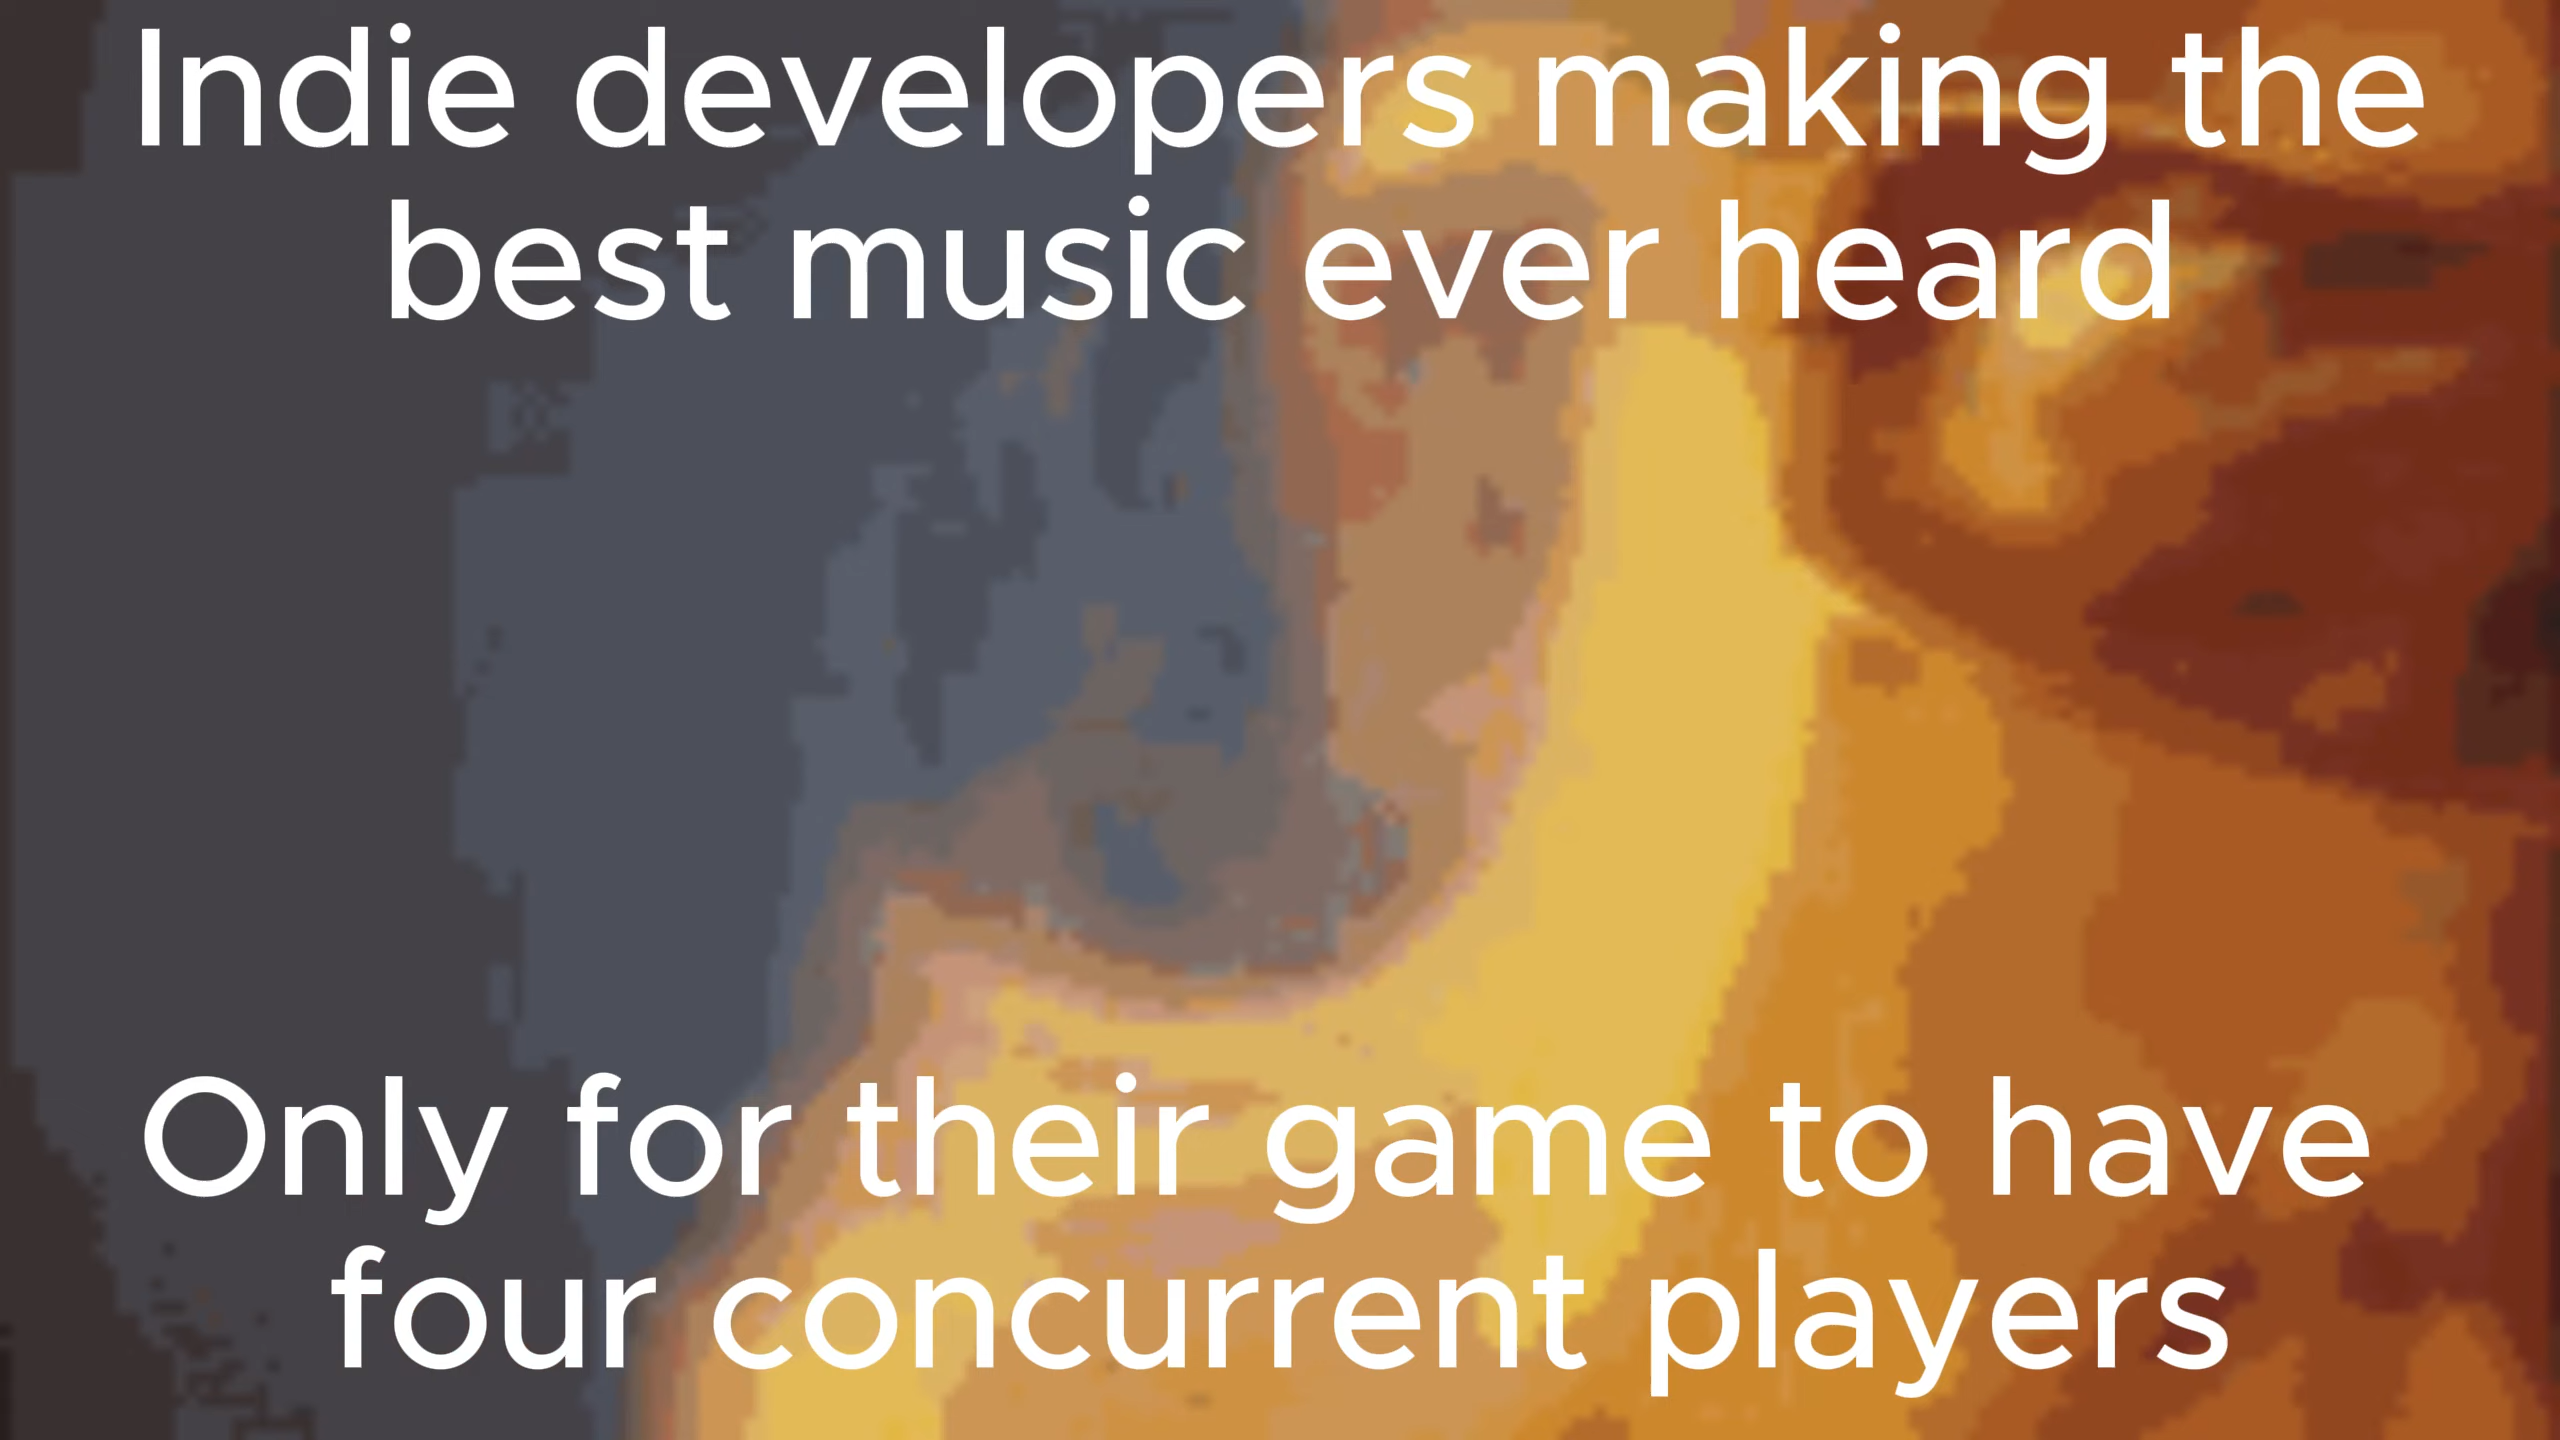 Indie developers making the
best music ever heard
Only for their game to have
four concurrent players